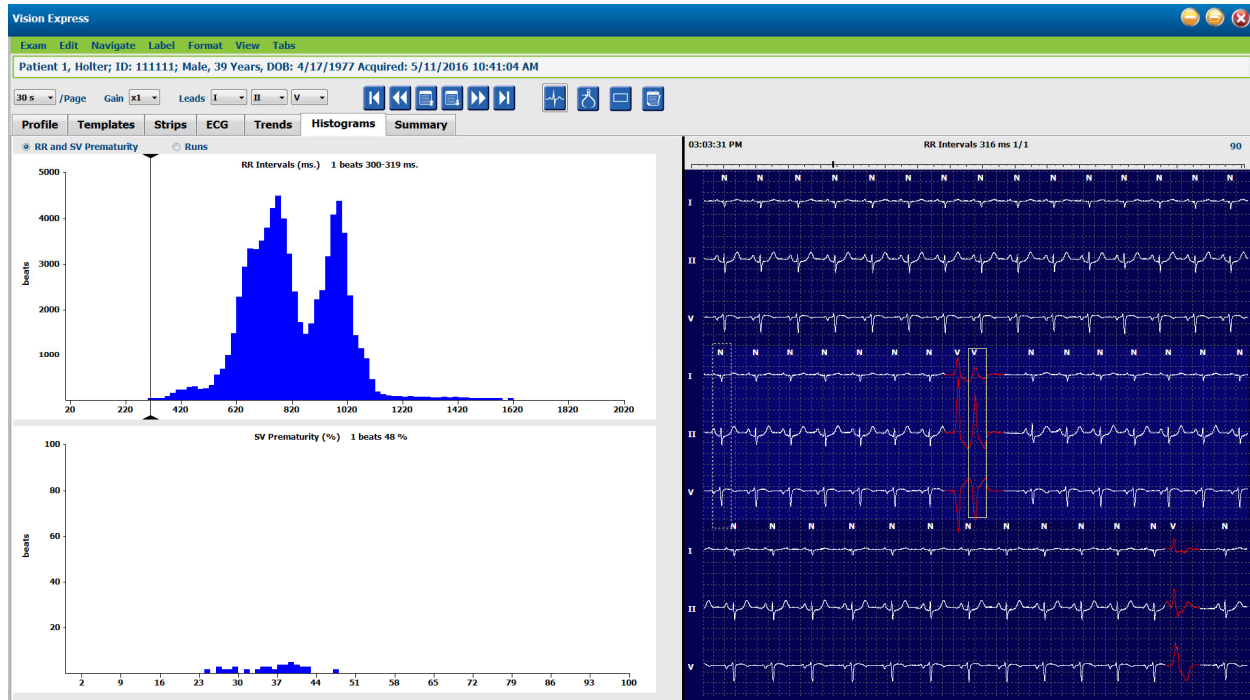 Vision Express
Exam Edit Navigate Label Format View Tabs
Patient 1, Holter; ID: 111111; Male, 39 Years, DOB: 4/17/1977 Acquired: 5/11/2016 10:41:04 AM
30 s /Page Gain x1 Leads I II V
Profile Templates Strips ECG Trends Histograms Summary
RR and SV Prematurity Runs
RR Intervals (ms.) 1 beats 300-319 ms.
5000
4000
3000
2000
1000
beats
20 220 420 620 820 1020 1220 1420 1620 1820 2020
SV Prematurity (%) 1 beats 48 %
100
80
60
40
20
beats
2 9 16 23 30 37 44 51 58 65 72 79 86 93 100
03:03:31 PM RR Intervals 316 ms 1/1 90
N N N N N N N N N N N N N N N
I
II
V
N N N N N N N V V N N N N N N N
I
II
V
N N N N N N N N N N N N V N
I
II
V